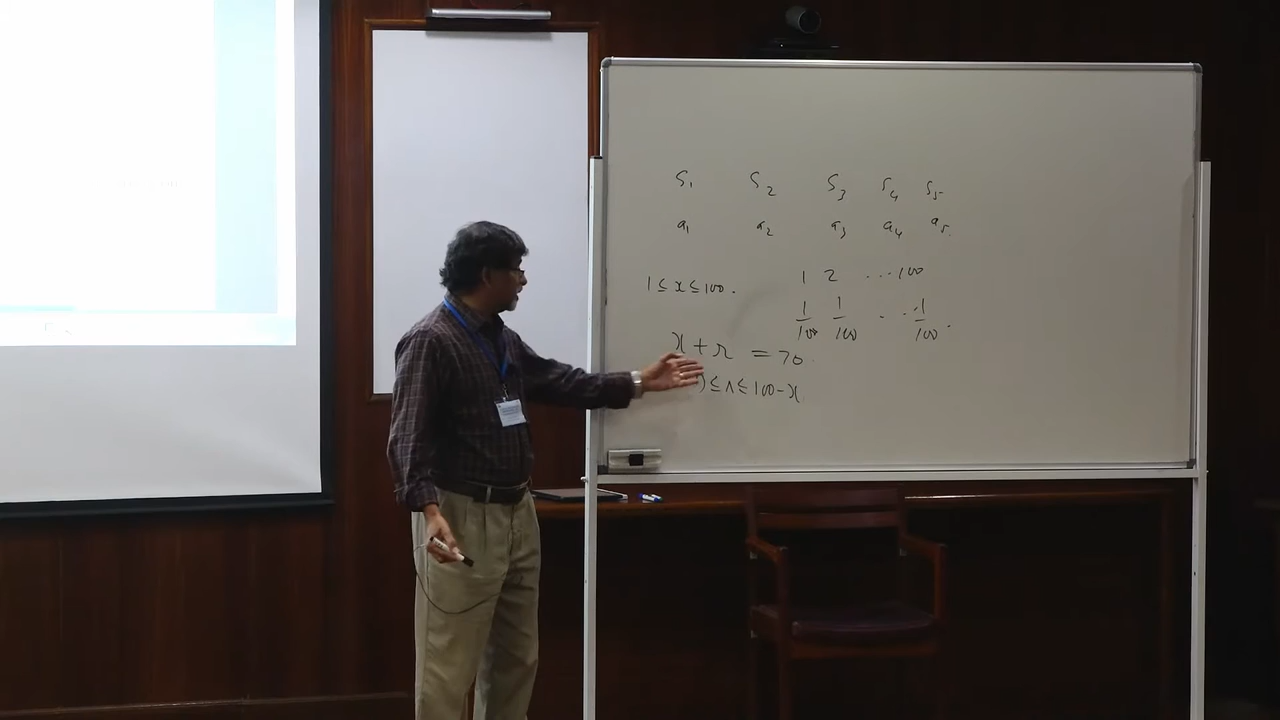 S₁ S₂ S₃ S₄ S₅
a₁ a₂ a₃ a₄ a₅.
1 ≤ x ≤ 100.
1 2 ...100
1/100 1/100 ... 1/100.
x + r = 70.
≤ r ≤ 100-x.